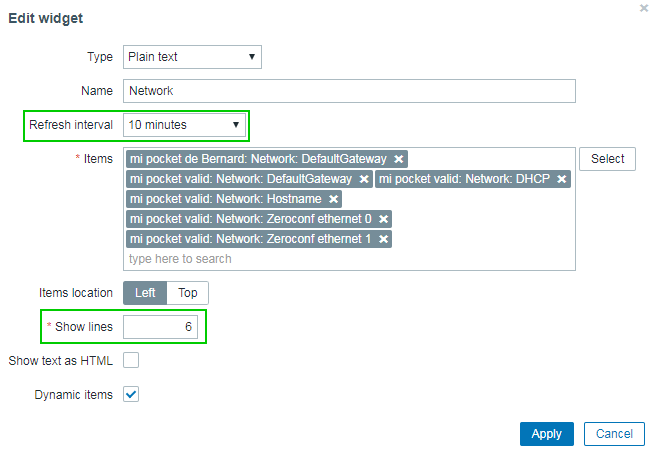 Edit widget
Type Plain text
Name Network
Refresh interval 10 minutes
* Items mi pocket de Bernard: Network: DefaultGateway Select
mi pocket valid: Network: DefaultGateway mi pocket valid: Network: DHCP
mi pocket valid: Network: Hostname
mi pocket valid: Network: Zeroconf ethernet 0
mi pocket valid: Network: Zeroconf ethernet 1
type here to search
Items location Left Top
* Show lines 6
Show text as HTML
Dynamic items
Apply Cancel